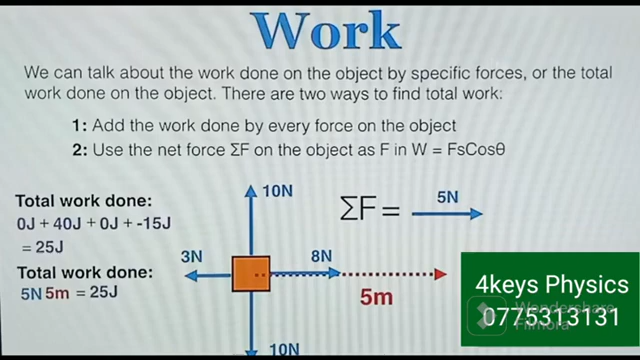 Work
We can talk about the work done on the object by specific forces, or the total
work done on the object. There are two ways to find total work:
1: Add the work done by every force on the object
2: Use the net force ΣF on the object as F in W = FsCosθ
Total work done:
0J + 40J + 0J + -15J
= 25J
Total work done:
5N 5m = 25J
10N
3N
8N
10N
ΣF =
5N
5m
4keys Physics
0775313131
Wondershare
Filmora